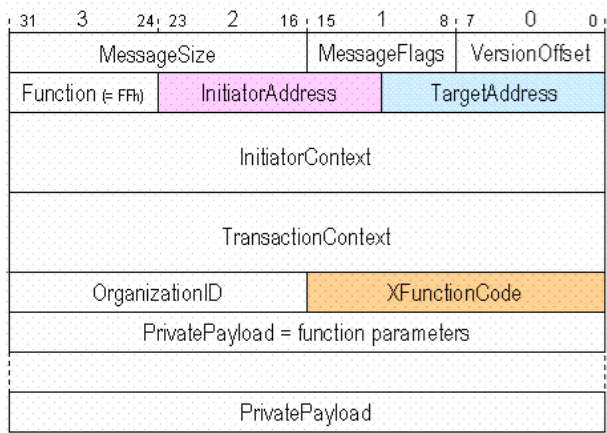 31 3 24 23 2 16 15 1 8 7 0 0
MessageSize MessageFlags VersionOffset
Function (= FFh) InitiatorAddress TargetAddress
InitiatorContext
TransactionContext
OrganizationID XFunctionCode
PrivatePayload = function parameters
PrivatePayload